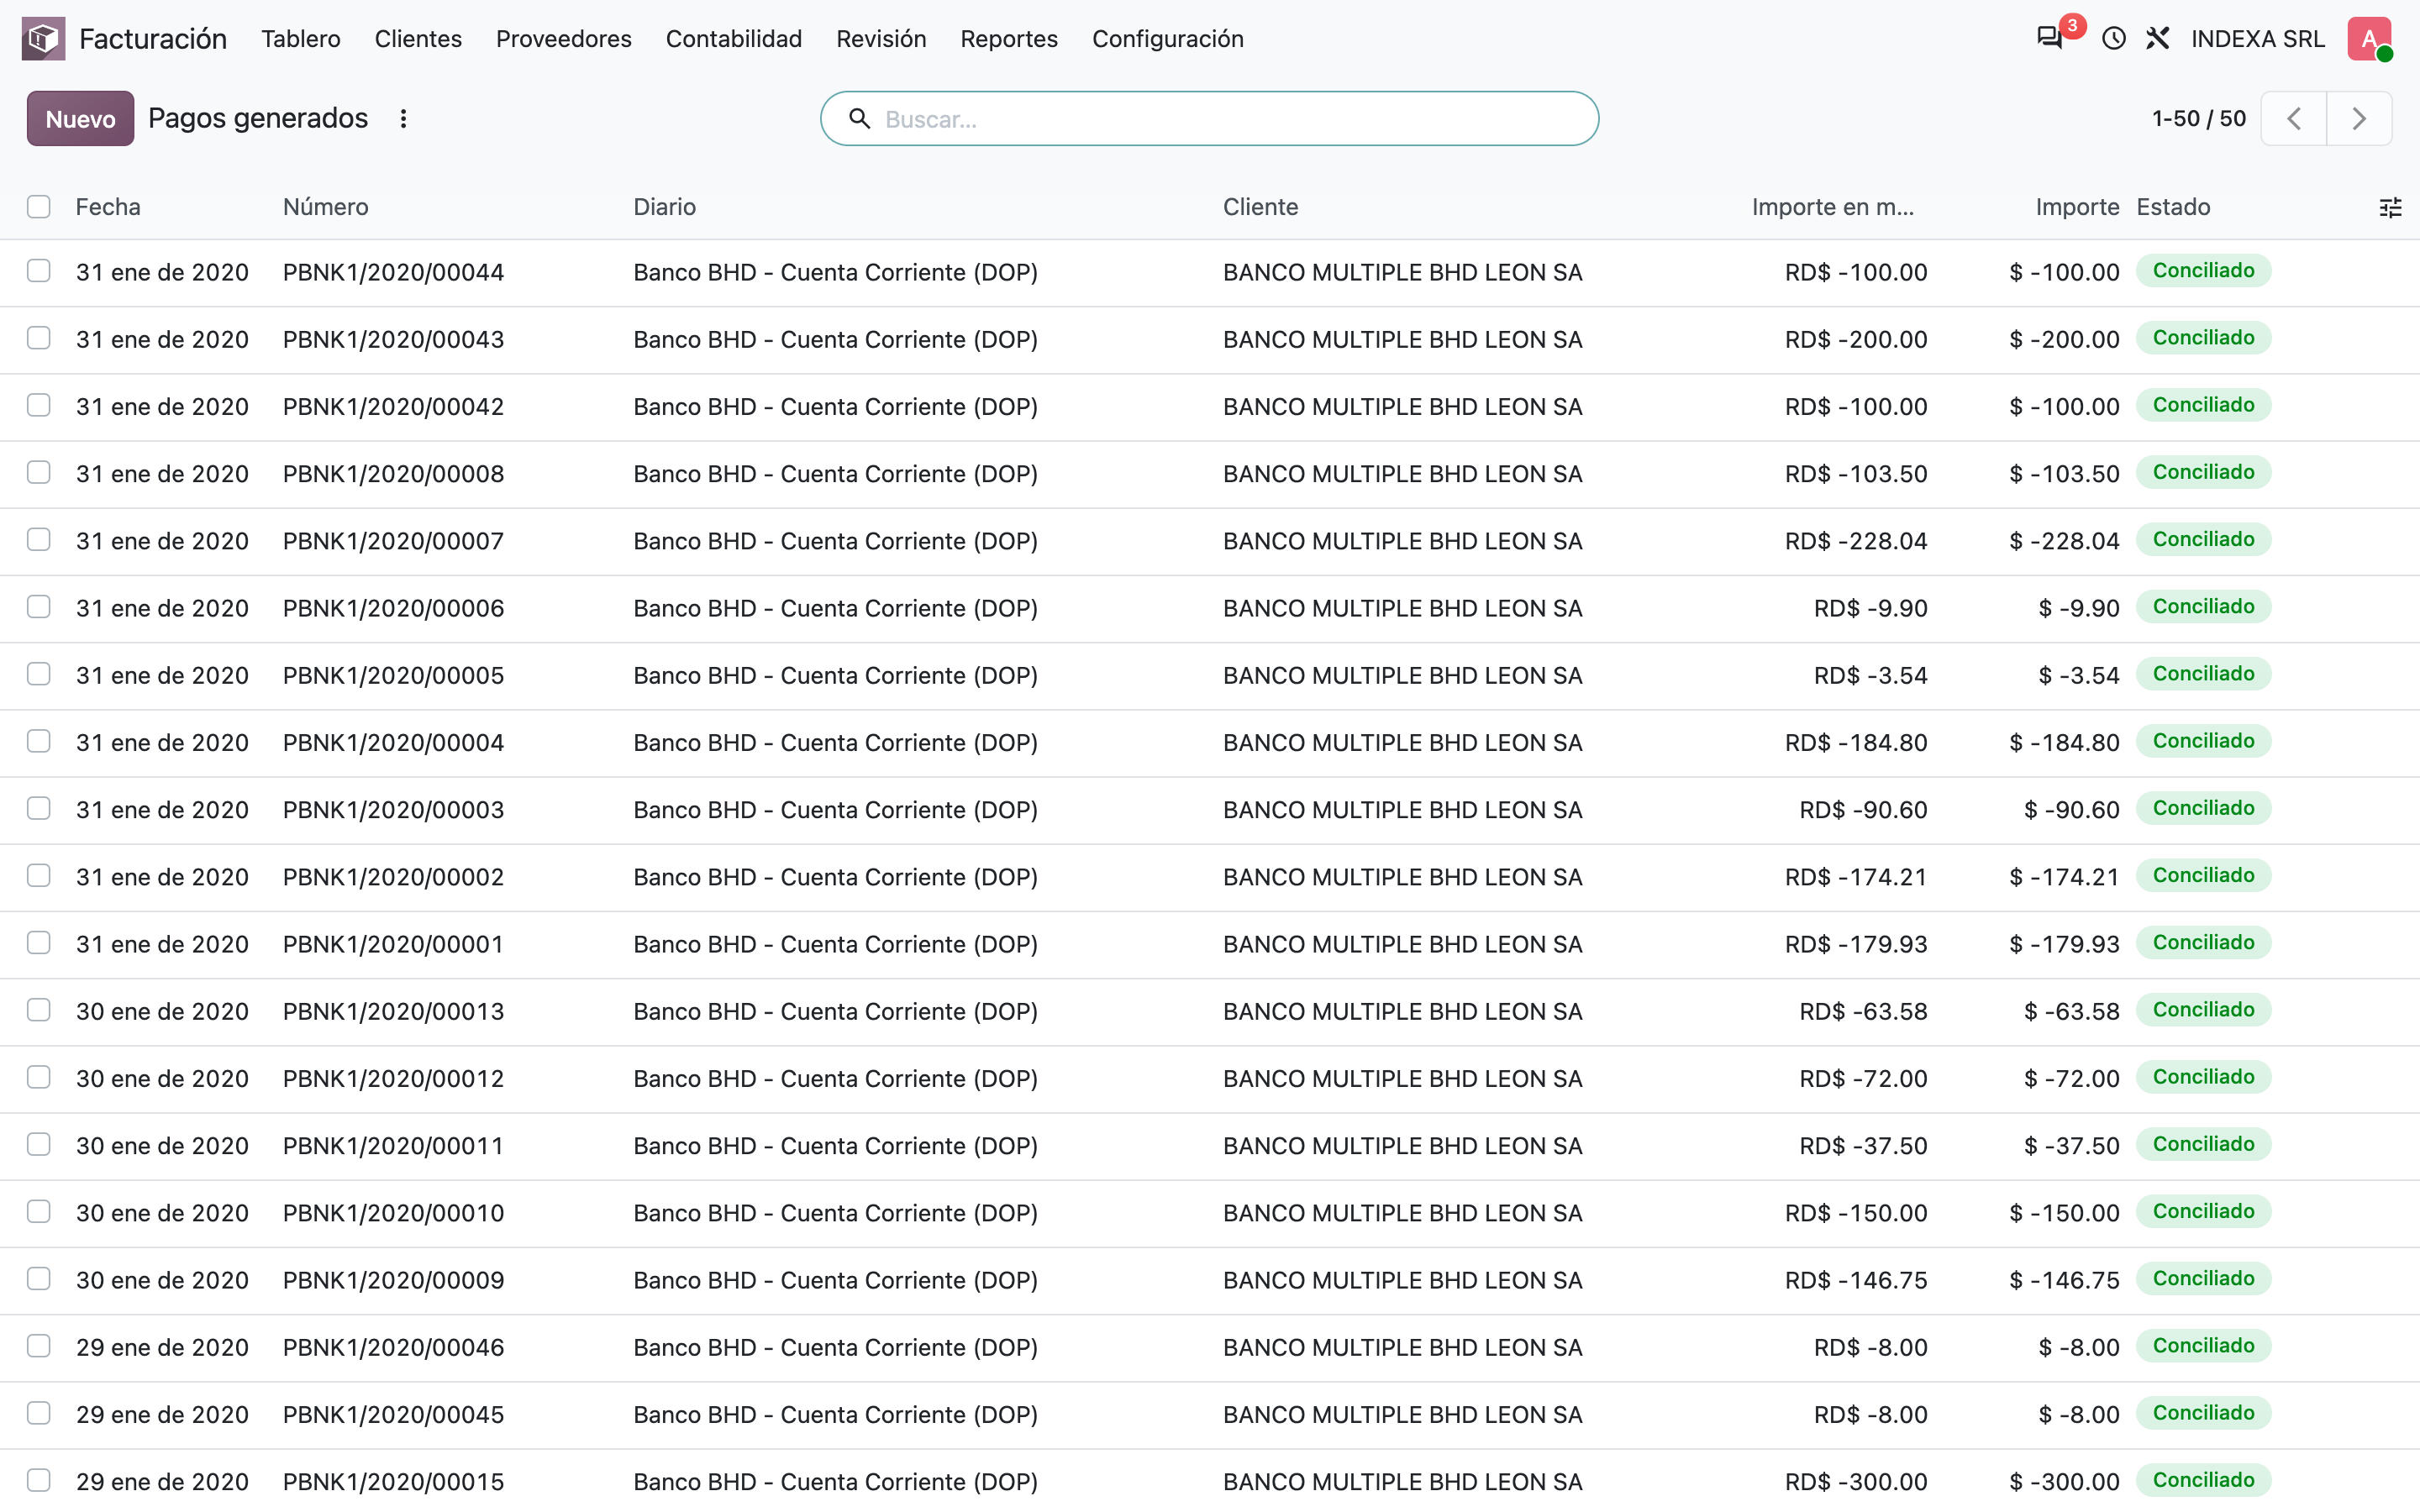 Facturación Tablero Clientes Proveedores Contabilidad Revisión Reportes Configuración 3 INDEXA SRL A
Nuevo Pagos generados Buscar... 1-50 / 50
Fecha Número Diario Cliente Importe en m... Importe Estado
31 ene de 2020 PBNK1/2020/00044 Banco BHD - Cuenta Corriente (DOP) BANCO MULTIPLE BHD LEON SA RD$ -100.00 $ -100.00 Conciliado
31 ene de 2020 PBNK1/2020/00043 Banco BHD - Cuenta Corriente (DOP) BANCO MULTIPLE BHD LEON SA RD$ -200.00 $ -200.00 Conciliado
31 ene de 2020 PBNK1/2020/00042 Banco BHD - Cuenta Corriente (DOP) BANCO MULTIPLE BHD LEON SA RD$ -100.00 $ -100.00 Conciliado
31 ene de 2020 PBNK1/2020/00008 Banco BHD - Cuenta Corriente (DOP) BANCO MULTIPLE BHD LEON SA RD$ -103.50 $ -103.50 Conciliado
31 ene de 2020 PBNK1/2020/00007 Banco BHD - Cuenta Corriente (DOP) BANCO MULTIPLE BHD LEON SA RD$ -228.04 $ -228.04 Conciliado
31 ene de 2020 PBNK1/2020/00006 Banco BHD - Cuenta Corriente (DOP) BANCO MULTIPLE BHD LEON SA RD$ -9.90 $ -9.90 Conciliado
31 ene de 2020 PBNK1/2020/00005 Banco BHD - Cuenta Corriente (DOP) BANCO MULTIPLE BHD LEON SA RD$ -3.54 $ -3.54 Conciliado
31 ene de 2020 PBNK1/2020/00004 Banco BHD - Cuenta Corriente (DOP) BANCO MULTIPLE BHD LEON SA RD$ -184.80 $ -184.80 Conciliado
31 ene de 2020 PBNK1/2020/00003 Banco BHD - Cuenta Corriente (DOP) BANCO MULTIPLE BHD LEON SA RD$ -90.60 $ -90.60 Conciliado
31 ene de 2020 PBNK1/2020/00002 Banco BHD - Cuenta Corriente (DOP) BANCO MULTIPLE BHD LEON SA RD$ -174.21 $ -174.21 Conciliado
31 ene de 2020 PBNK1/2020/00001 Banco BHD - Cuenta Corriente (DOP) BANCO MULTIPLE BHD LEON SA RD$ -179.93 $ -179.93 Conciliado
30 ene de 2020 PBNK1/2020/00013 Banco BHD - Cuenta Corriente (DOP) BANCO MULTIPLE BHD LEON SA RD$ -63.58 $ -63.58 Conciliado
30 ene de 2020 PBNK1/2020/00012 Banco BHD - Cuenta Corriente (DOP) BANCO MULTIPLE BHD LEON SA RD$ -72.00 $ -72.00 Conciliado
30 ene de 2020 PBNK1/2020/00011 Banco BHD - Cuenta Corriente (DOP) BANCO MULTIPLE BHD LEON SA RD$ -37.50 $ -37.50 Conciliado
30 ene de 2020 PBNK1/2020/00010 Banco BHD - Cuenta Corriente (DOP) BANCO MULTIPLE BHD LEON SA RD$ -150.00 $ -150.00 Conciliado
30 ene de 2020 PBNK1/2020/00009 Banco BHD - Cuenta Corriente (DOP) BANCO MULTIPLE BHD LEON SA RD$ -146.75 $ -146.75 Conciliado
29 ene de 2020 PBNK1/2020/00046 Banco BHD - Cuenta Corriente (DOP) BANCO MULTIPLE BHD LEON SA RD$ -8.00 $ -8.00 Conciliado
29 ene de 2020 PBNK1/2020/00045 Banco BHD - Cuenta Corriente (DOP) BANCO MULTIPLE BHD LEON SA RD$ -8.00 $ -8.00 Conciliado
29 ene de 2020 PBNK1/2020/00015 Banco BHD - Cuenta Corriente (DOP) BANCO MULTIPLE BHD LEON SA RD$ -300.00 $ -300.00 Conciliado